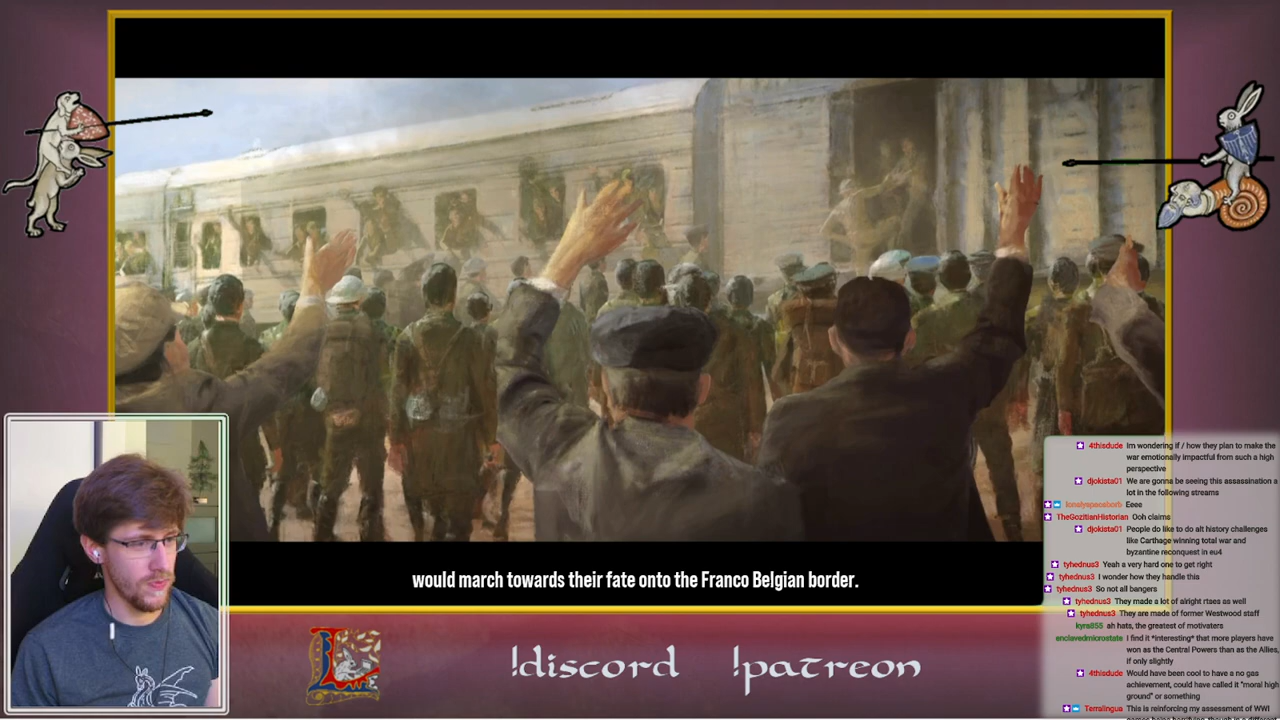 would march towards their fate onto the Franco Belgian border.
!discord !patreon
4thisdude Im wondering if / how they plan to make the
war emotionally impactful from such a high
perspective
djokista01 We are gonna be seeing this assassination a
lot in the following streams
Eeee
TheGozitianHistorian Ooh claims
djokista01 People do like to do alt history challenges
like Carthage winning total war and
byzantine reconquest in eu4
tyhednus3 Yeah a very hard one to get right
tyhednus3 I wonder how they handle this
tyhednus3 So not all bangers
tyhednus3 They made a lot of alright rtses as well
tyhednus3 They are made of former Westwood staff
kyra855 ah hats, the greatest of motivaters
enclavedmicrostate I find it *interesting* that more players have
won as the Central Powers than as the Allies,
if only slightly
4thisdude Would have been cool to have a no gas
achievement, could have called it "moral high
ground" or something
Terralingua This is reinforcing my assessment of WWI